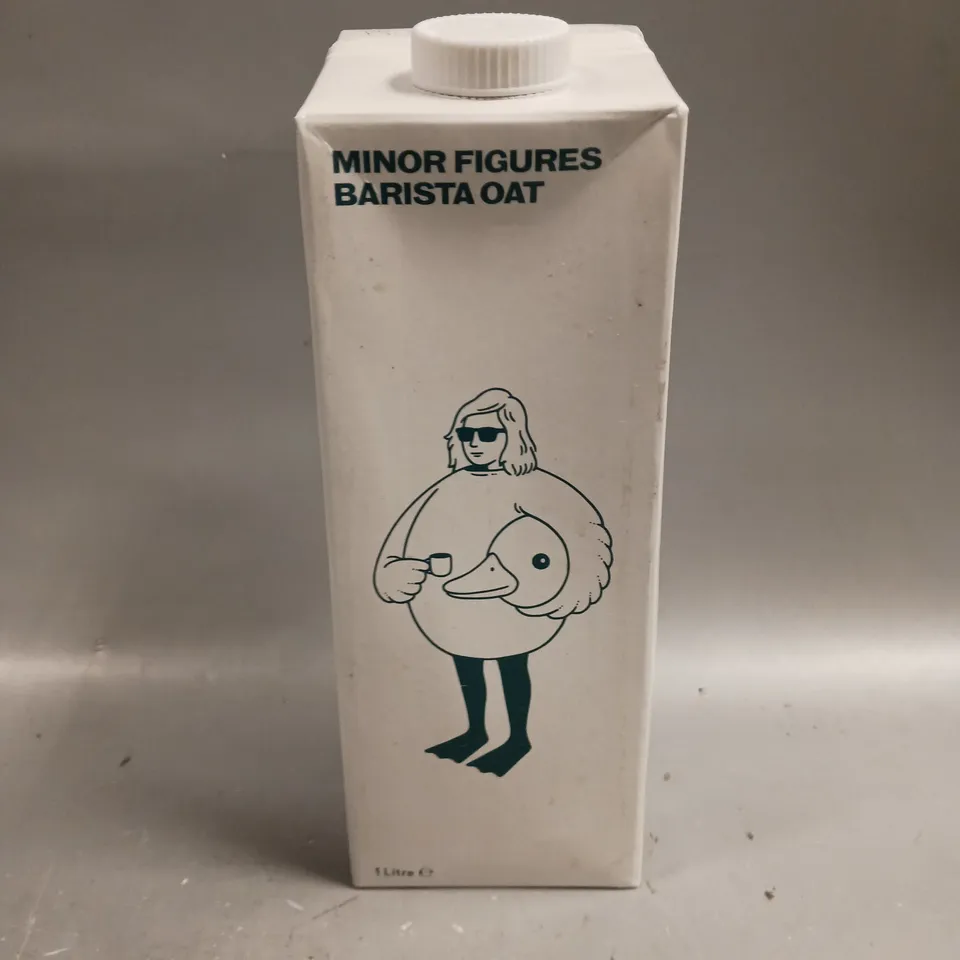 MINOR FIGURES
BARISTA OAT
1 Litre ℮